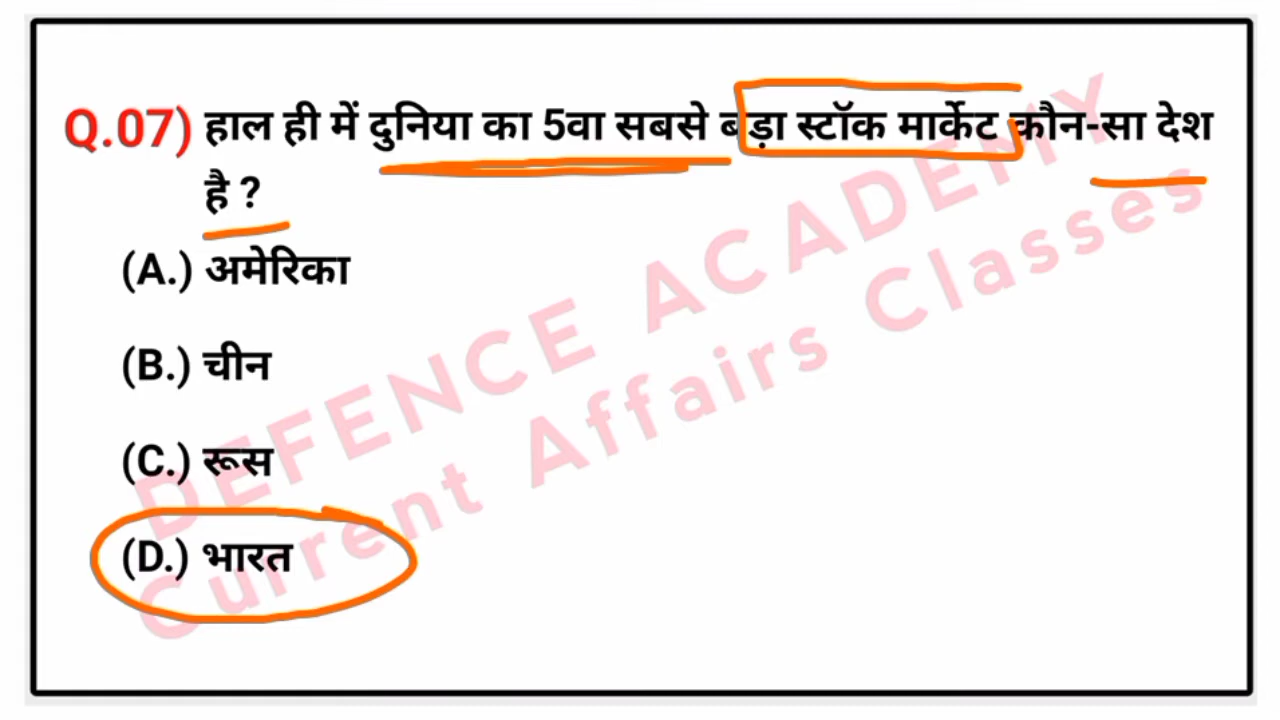 Q.07) हाल ही में दुनिया का 5वा सबसे बड़ा स्टॉक मार्केट कौन-सा देश
है ?
(A.) अमेरिका
(B.) चीन
(C.) रूस
(D.) भारत
DEFENCE ACADEMY
Current Affairs Classes